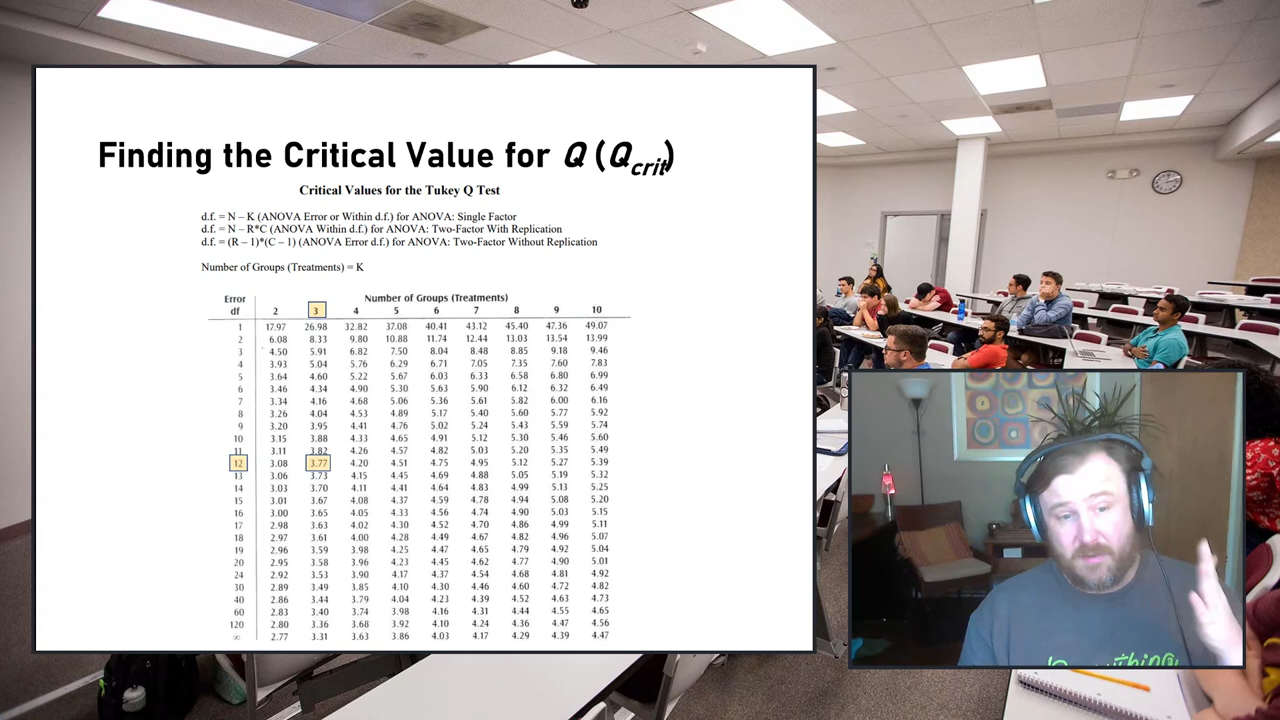 Finding the Critical Value for Q (Qcrit)
Critical Values for the Tukey Q Test
d.f. = N – K (ANOVA Error or Within d.f.) for ANOVA: Single Factor
d.f. = N – R*C (ANOVA Within d.f.) for ANOVA: Two-Factor With Replication
d.f. = (R – 1)*(C – 1) (ANOVA Error d.f.) for ANOVA: Two-Factor Without Replication
Number of Groups (Treatments) = K
Error Number of Groups (Treatments)
df 2 3 4 5 6 7 8 9 10
1 17.97 26.98 32.82 37.08 40.41 43.12 45.40 47.36 49.07
2 6.08 8.33 9.80 10.88 11.74 12.44 13.03 13.54 13.99
3 4.50 5.91 6.82 7.50 8.04 8.48 8.85 9.18 9.46
4 3.93 5.04 5.76 6.29 6.71 7.05 7.35 7.60 7.83
5 3.64 4.60 5.22 5.67 6.03 6.33 6.58 6.80 6.99
6 3.46 4.34 4.90 5.30 5.63 5.90 6.12 6.32 6.49
7 3.34 4.16 4.68 5.06 5.36 5.61 5.82 6.00 6.16
8 3.26 4.04 4.53 4.89 5.17 5.40 5.60 5.77 5.92
9 3.20 3.95 4.41 4.76 5.02 5.24 5.43 5.59 5.74
10 3.15 3.88 4.33 4.65 4.91 5.12 5.30 5.46 5.60
11 3.11 3.82 4.26 4.57 4.82 5.03 5.20 5.35 5.49
12 3.08 3.77 4.20 4.51 4.75 4.95 5.12 5.27 5.39
13 3.06 3.73 4.15 4.45 4.69 4.88 5.05 5.19 5.32
14 3.03 3.70 4.11 4.41 4.64 4.83 4.99 5.13 5.25
15 3.01 3.67 4.08 4.37 4.59 4.78 4.94 5.08 5.20
16 3.00 3.65 4.05 4.33 4.56 4.74 4.90 5.03 5.15
17 2.98 3.63 4.02 4.30 4.52 4.70 4.86 4.99 5.11
18 2.97 3.61 4.00 4.28 4.49 4.67 4.82 4.96 5.07
19 2.96 3.59 3.98 4.25 4.47 4.65 4.79 4.92 5.04
20 2.95 3.58 3.96 4.23 4.45 4.62 4.77 4.90 5.01
24 2.92 3.53 3.90 4.17 4.37 4.54 4.68 4.81 4.92
30 2.89 3.49 3.85 4.10 4.30 4.46 4.60 4.72 4.82
40 2.86 3.44 3.79 4.04 4.23 4.39 4.52 4.63 4.73
60 2.83 3.40 3.74 3.98 4.16 4.31 4.44 4.55 4.65
120 2.80 3.36 3.68 3.92 4.10 4.24 4.36 4.47 4.56
∞ 2.77 3.31 3.63 3.86 4.03 4.17 4.29 4.39 4.47